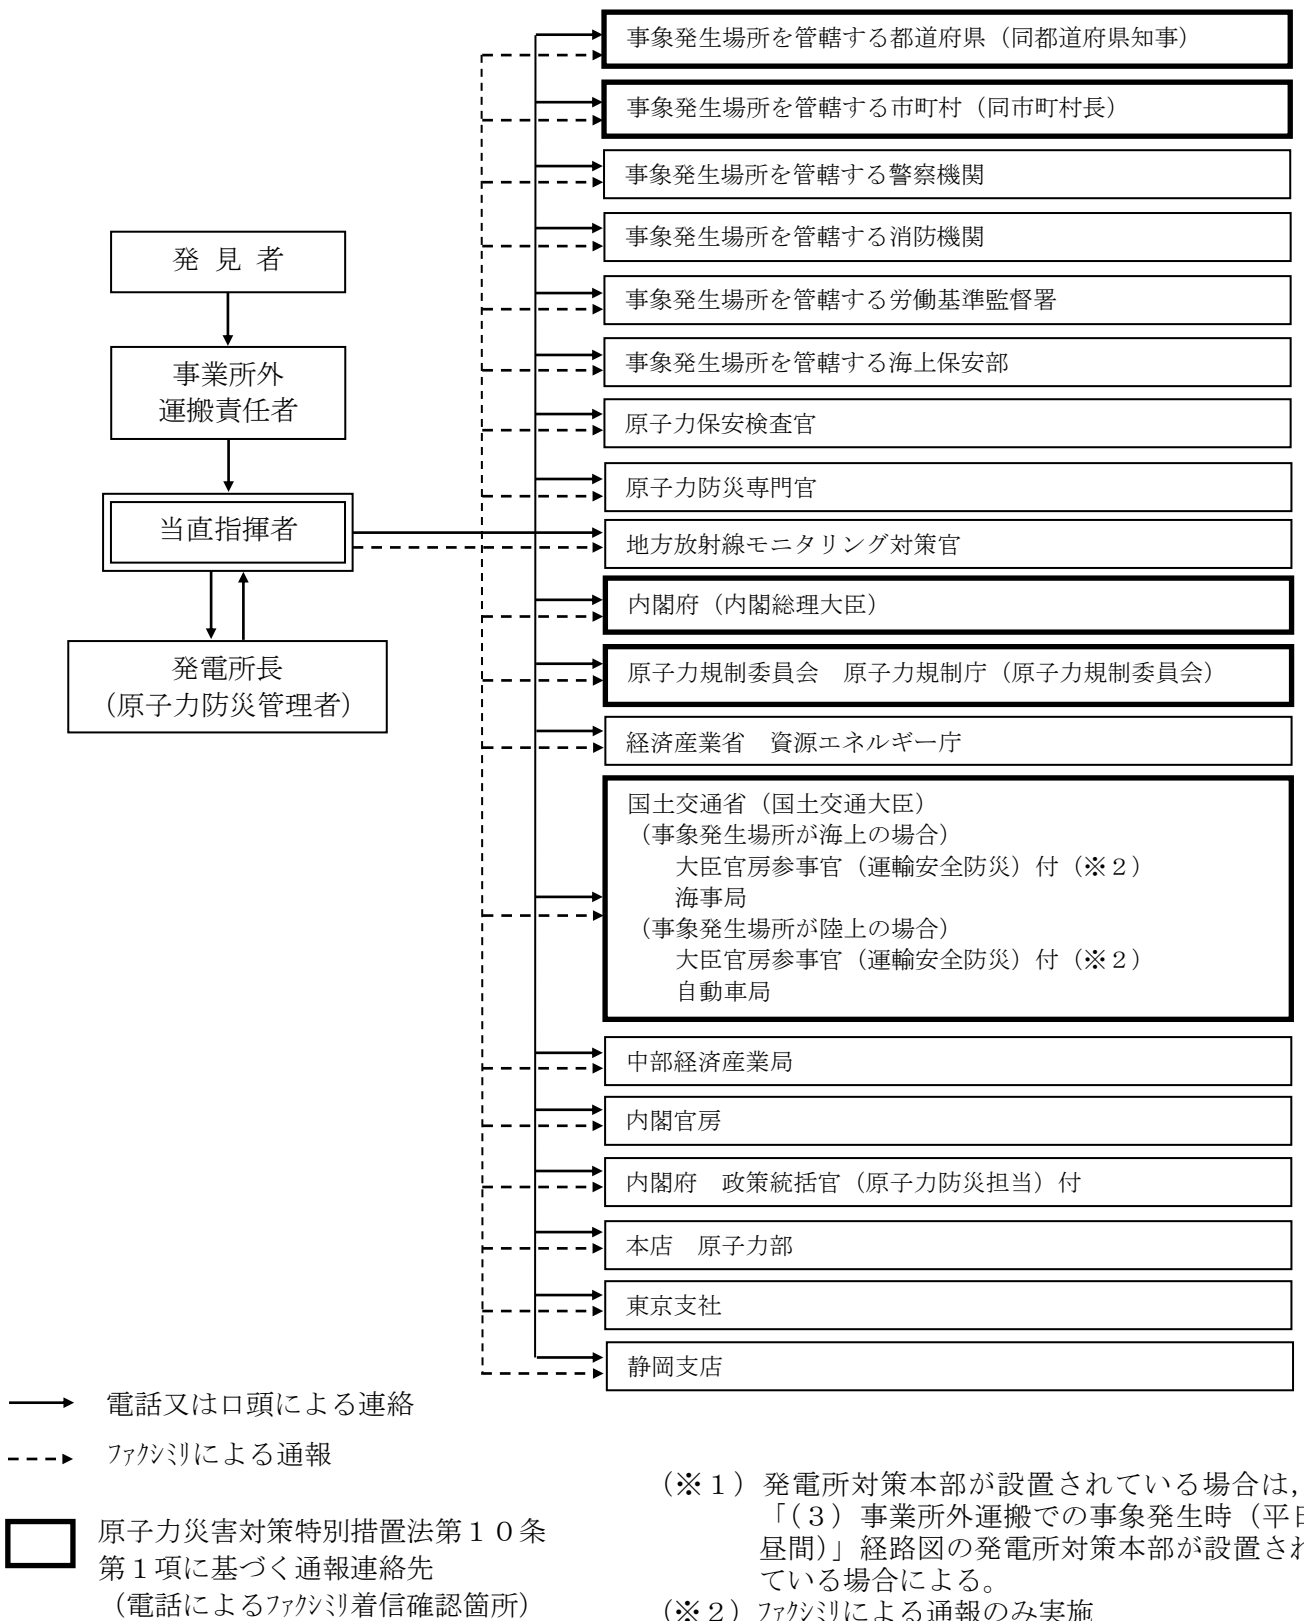 発 見 者
事業所外
運搬責任者
当直指揮者
発電所長
（原子力防災管理者）
事象発生場所を管轄する都道府県（同都道府県知事）
事象発生場所を管轄する市町村（同市町村長）
事象発生場所を管轄する警察機関
事象発生場所を管轄する消防機関
事象発生場所を管轄する労働基準監督署
事象発生場所を管轄する海上保安部
原子力保安検査官
原子力防災専門官
地方放射線モニタリング対策官
内閣府（内閣総理大臣）
原子力規制委員会　原子力規制庁（原子力規制委員会）
経済産業省　資源エネルギー庁
国土交通省（国土交通大臣）
（事象発生場所が海上の場合）
大臣官房参事官（運輸安全防災）付（※２）
海事局
（事象発生場所が陸上の場合）
大臣官房参事官（運輸安全防災）付（※２）
自動車局
中部経済産業局
内閣官房
内閣府　政策統括官（原子力防災担当）付
本店　原子力部
東京支社
静岡支店
電話又は口頭による連絡
ﾌｧｸｼﾐﾘによる通報
原子力災害対策特別措置法第１０条
第１項に基づく通報連絡先
（電話によるﾌｧｸｼﾐﾘ着信確認箇所）
（※１）発電所対策本部が設置されている場合は，
「（３）事業所外運搬での事象発生時（平日
昼間）」経路図の発電所対策本部が設置され
ている場合による。
（※２）ﾌｧｸｼﾐﾘによる通報のみ実施